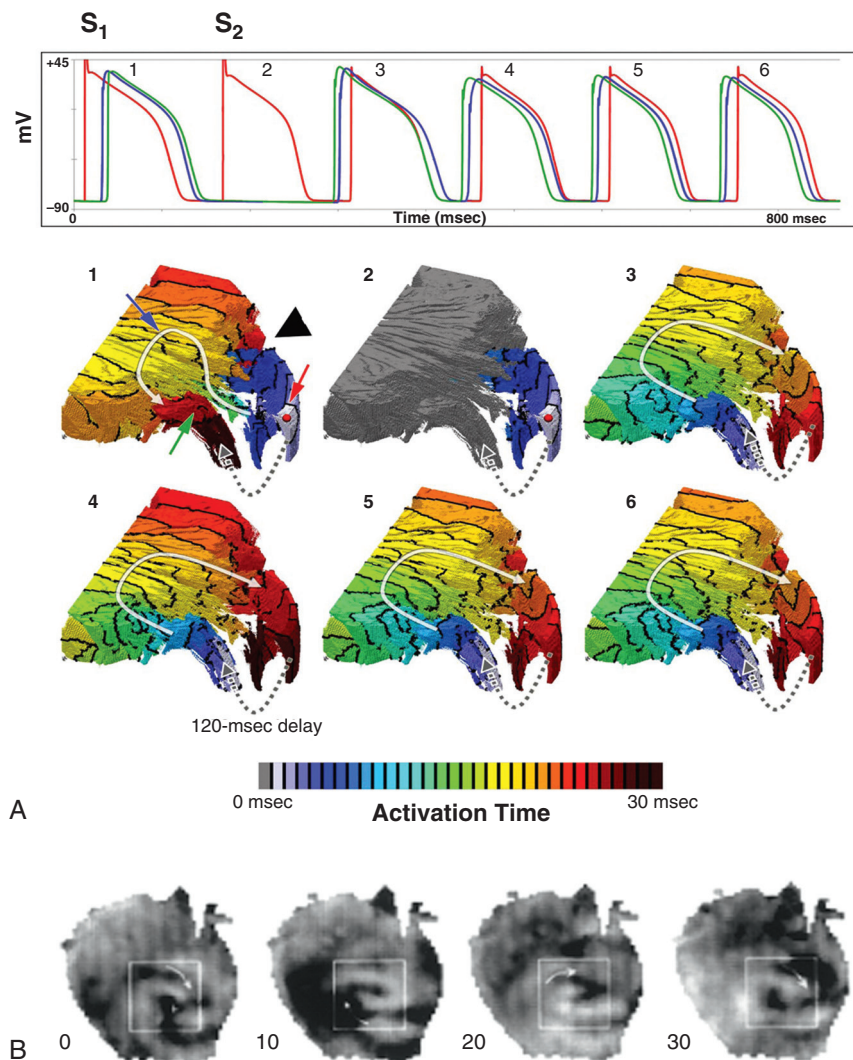 S1 S2
+45
1 2 3 4 5 6
mV
–90
0 Time (msec) 800 msec
1 2 3
4 5 6
120-msec delay
0 msec 30 msec
Activation Time
A
B 0 10 20 30